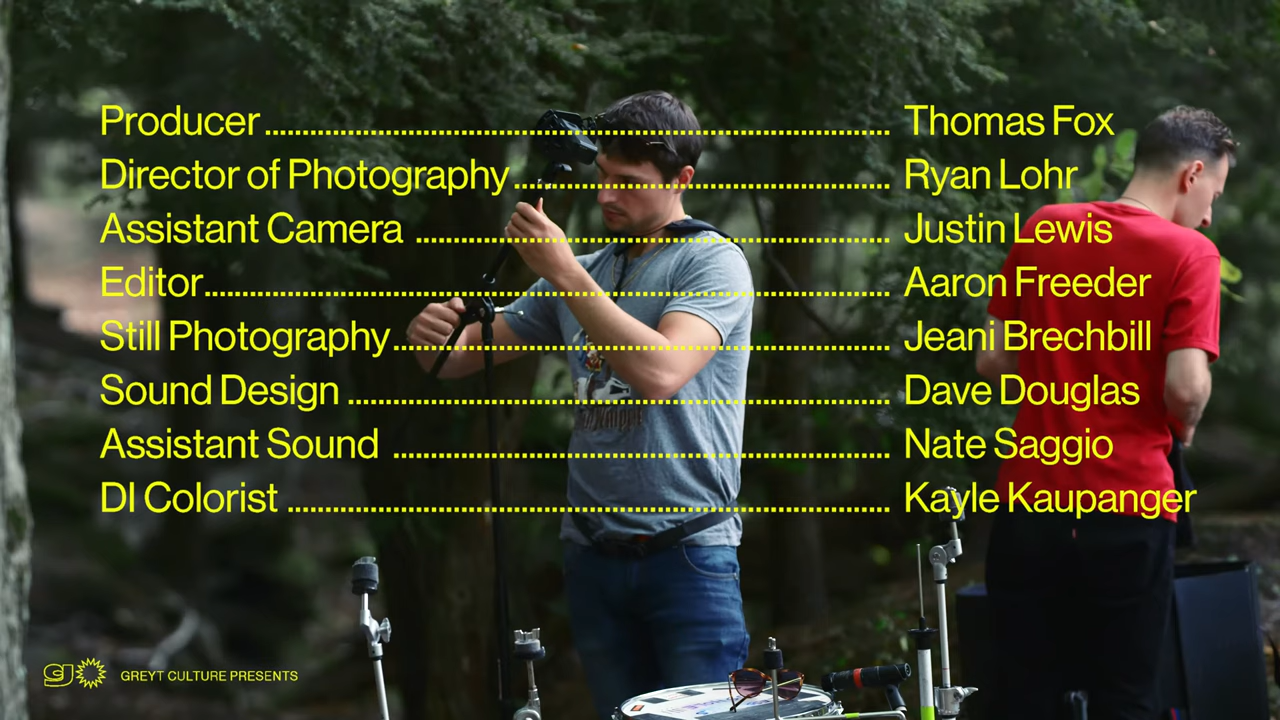 Producer ........ Thomas Fox
Director of Photography ........ Ryan Lohr
Assistant Camera ........ Justin Lewis
Editor ........ Aaron Freeder
Still Photography ........ Jeani Brechbill
Sound Design ........ Dave Douglas
Assistant Sound ........ Nate Saggio
DI Colorist ........ Kayle Kaupanger
GREYT CULTURE PRESENTS